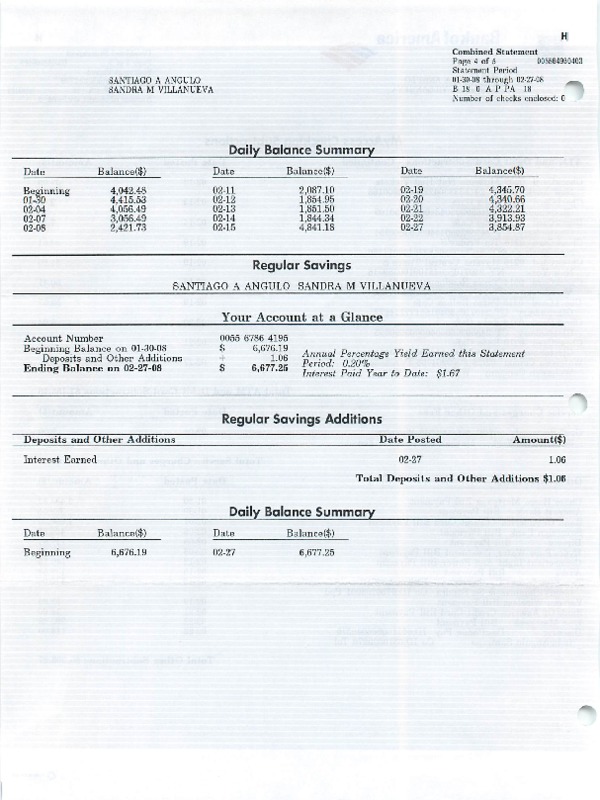 H
Combined Statement
Page 4 of 5
Statement Period
01-30-08 through 02-27-08
E 18 0 A P PA 18
Number of checks enclosed: 0
SANTIAGO A ANGULO
SANDRA M VILLANUEVA
Daily Balance Summary
Date Balance($) Date Balance($) Date Balance($)
Beginning 4,042.48 02-11 2,087.10 02-19 4,345.70
01-30 4,415.53 02-12 1,854.95 02-20 4,340.66
02-04 4,056.49 02-13 1,851.50 02-21 4,322.21
02-07 3,056.49 02-14 1,844.34 02-22 3,913.93
02-08 2,421.73 02-15 4,841.18 02-27 3,854.87
Regular Savings
SANTIAGO A ANGULO SANDRA M VILLANUEVA
Your Account at a Glance
Account Number 0055 6786 4195
Beginning Balance on 01-30-08 $ 6,676.19
Deposits and Other Additions + 1.06
Ending Balance on 02-27-08 $ 6,677.25
Annual Percentage Yield Earned this Statement
Period: 0.20%
Interest Paid Year to Date: $1.67
Regular Savings Additions
Deposits and Other Additions Date Posted Amount($)
Interest Earned 02-27 1.06
Total Deposits and Other Additions $1.06
Daily Balance Summary
Date Balance($) Date Balance($)
Beginning 6,676.19 02-27 6,677.25